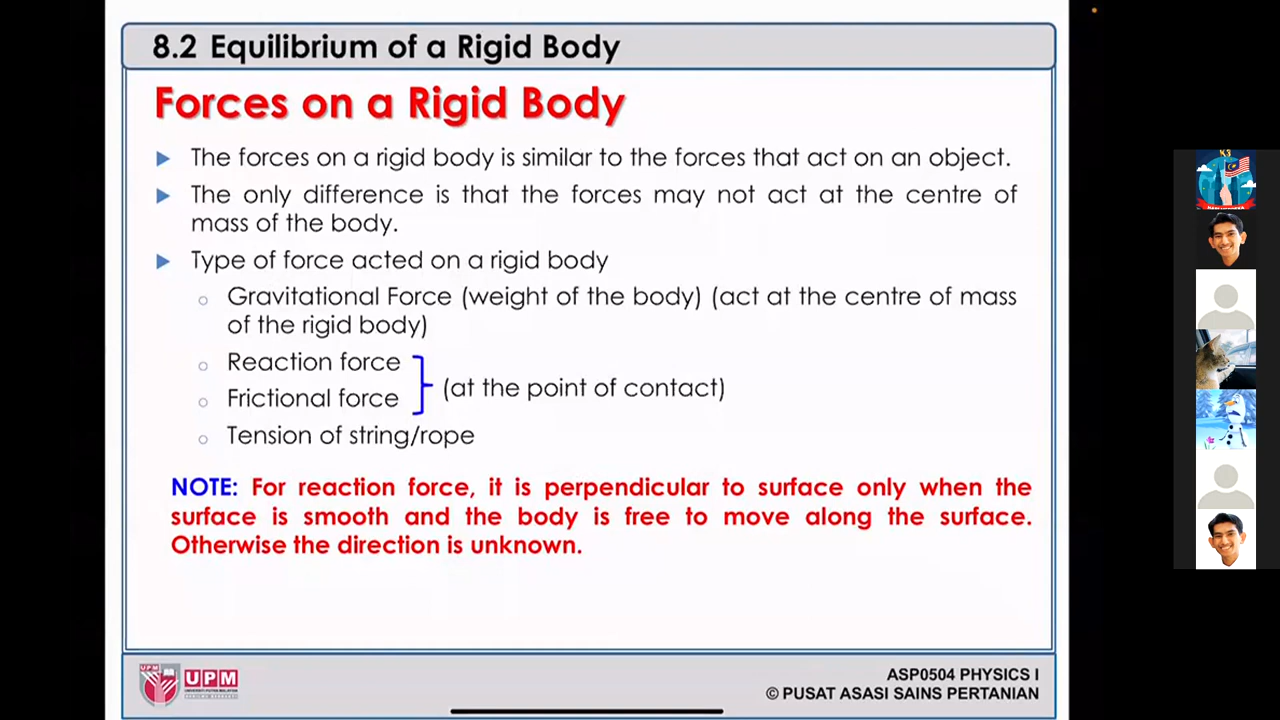 8.2 Equilibrium of a Rigid Body
Forces on a Rigid Body
The forces on a rigid body is similar to the forces that act on an object.
The only difference is that the forces may not act at the centre of
mass of the body.
Type of force acted on a rigid body
Gravitational Force (weight of the body) (act at the centre of mass
of the rigid body)
Reaction force
Frictional force
(at the point of contact)
Tension of string/rope
NOTE: For reaction force, it is perpendicular to surface only when the
surface is smooth and the body is free to move along the surface.
Otherwise the direction is unknown.
UPM
UPM
ASP0504 PHYSICS I
© PUSAT ASASI SAINS PERTANIAN